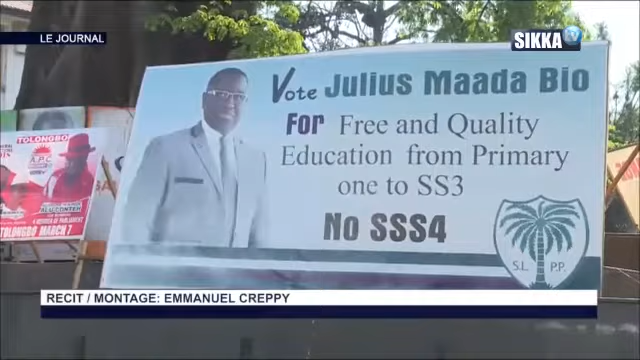 LE JOURNAL
SIKKA TV
Vote Julius Maada Bio
For Free and Quality
Education from Primary
one to SS3
No SSS4
S.L P.P.
TOLONGBO
A.P.C
TOLONGBO MARCH 7
RECIT / MONTAGE: EMMANUEL CREPPY